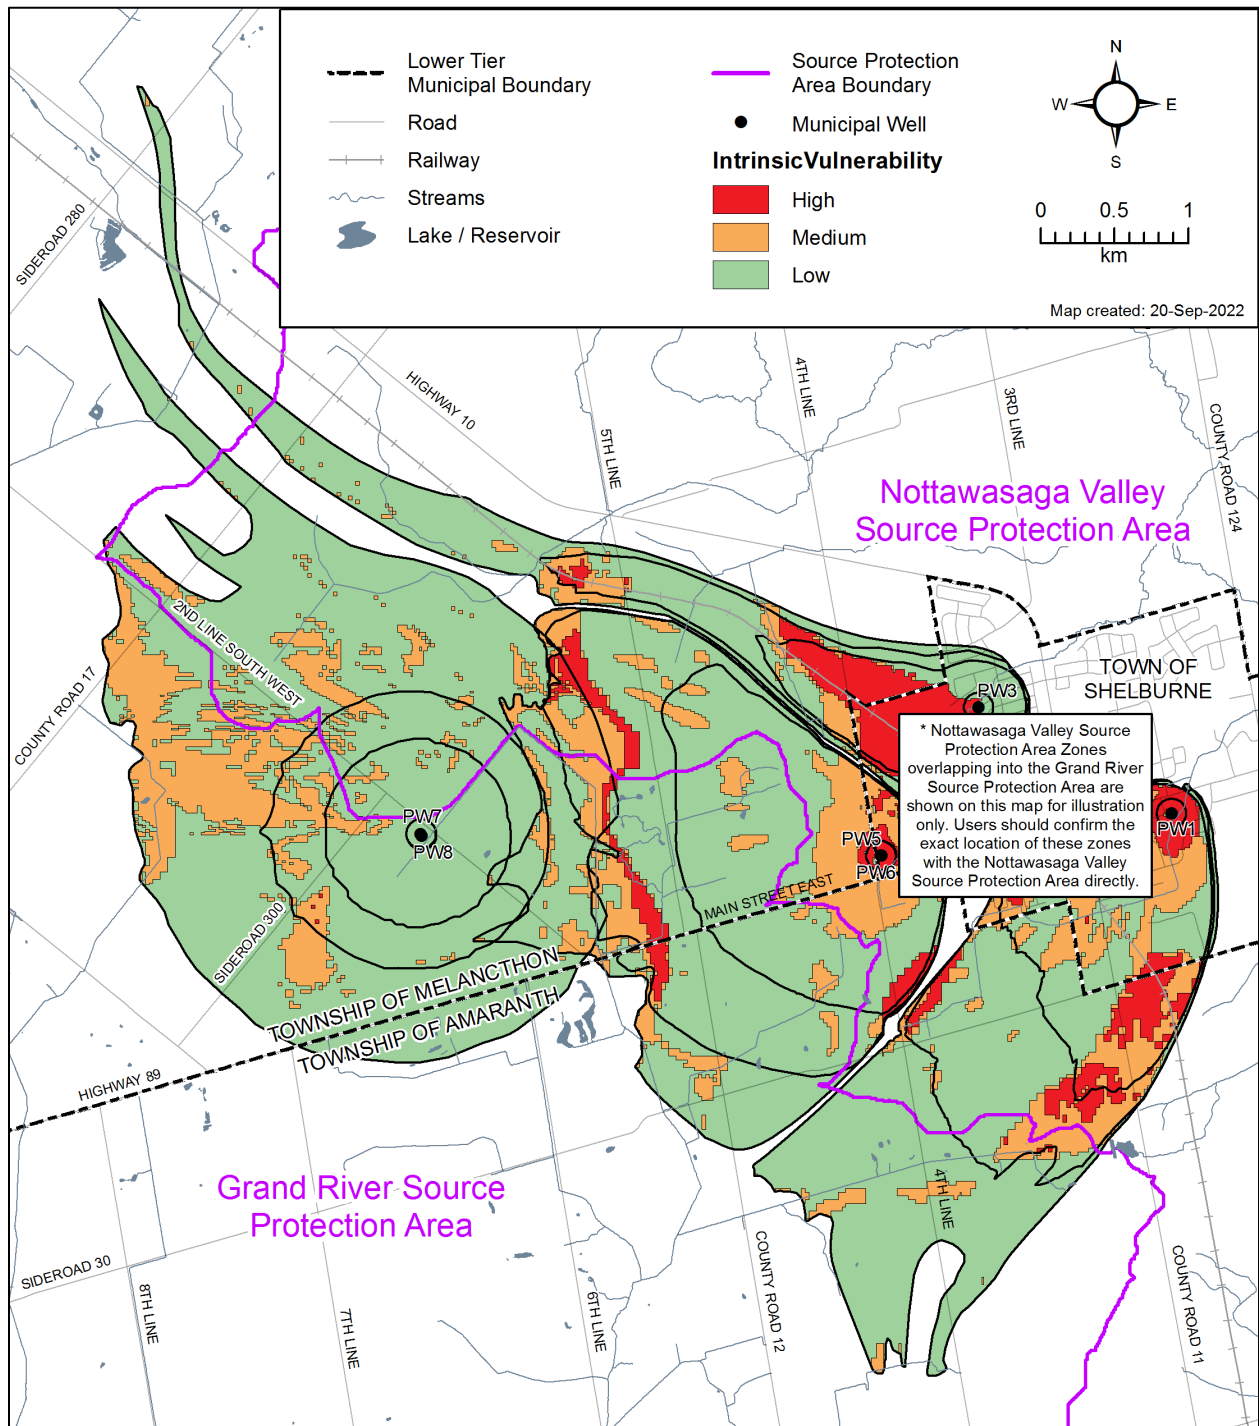 Lower Tier
Municipal Boundary
Road
Railway
Streams
Lake / Reservoir
Source Protection
Area Boundary
Municipal Well
IntrinsicVulnerability
High
Medium
Low
N
W
E
S
0 0.5 1
km
Map created: 20-Sep-2022
SIDEROAD 280
HIGHWAY 10
5TH LINE
4TH LINE
3RD LINE
COUNTY ROAD 124
Nottawasaga Valley
Source Protection Area
2ND LINE SOUTH WEST
COUNTY ROAD 17
TOWN OF
SHELBURNE
PW3
* Nottawasaga Valley Source
Protection Area Zones
overlapping into the Grand River
Source Protection Area are
shown on this map for illustration
only. Users should confirm the
exact location of these zones
with the Nottawasaga Valley
Source Protection Area directly.
PW1
PW7
PW8
PW5
PW6
MAIN STREET EAST
SIDEROAD 300
TOWNSHIP OF MELANCTHON
TOWNSHIP OF AMARANTH
HIGHWAY 89
Grand River Source
Protection Area
4TH LINE
SIDEROAD 30
8TH LINE
7TH LINE
6TH LINE
COUNTY ROAD 12
COUNTY ROAD 11